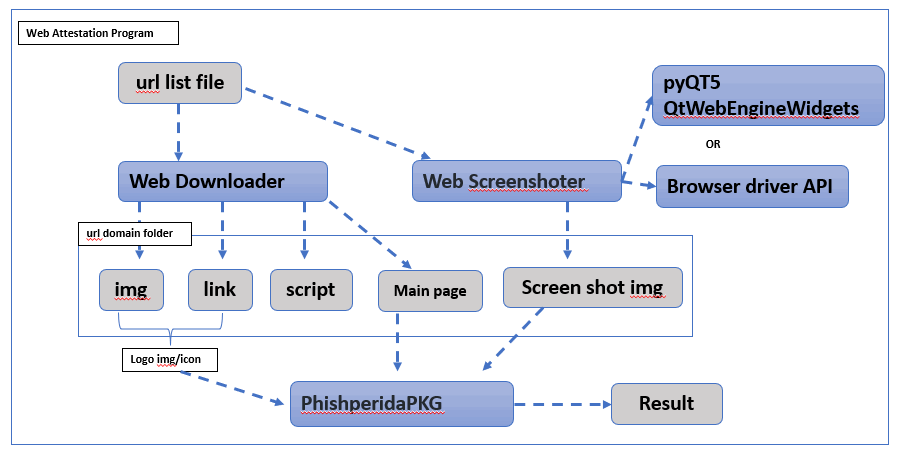 Web Attestation Program
url list file
pyQT5
QtWebEngineWidgets
OR
Web Downloader
Web Screenshoter
Browser driver API
url domain folder
img
link
script
Main page
Screen shot img
Logo img/icon
PhishperidaPKG
Result